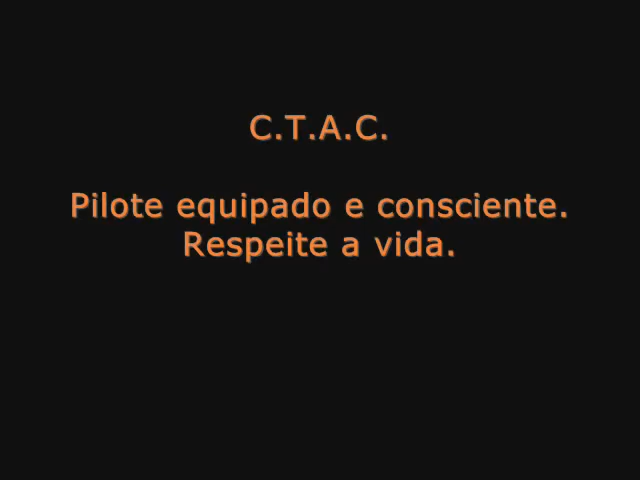 C.T.A.C.
Pilote equipado e consciente.
Respeite a vida.